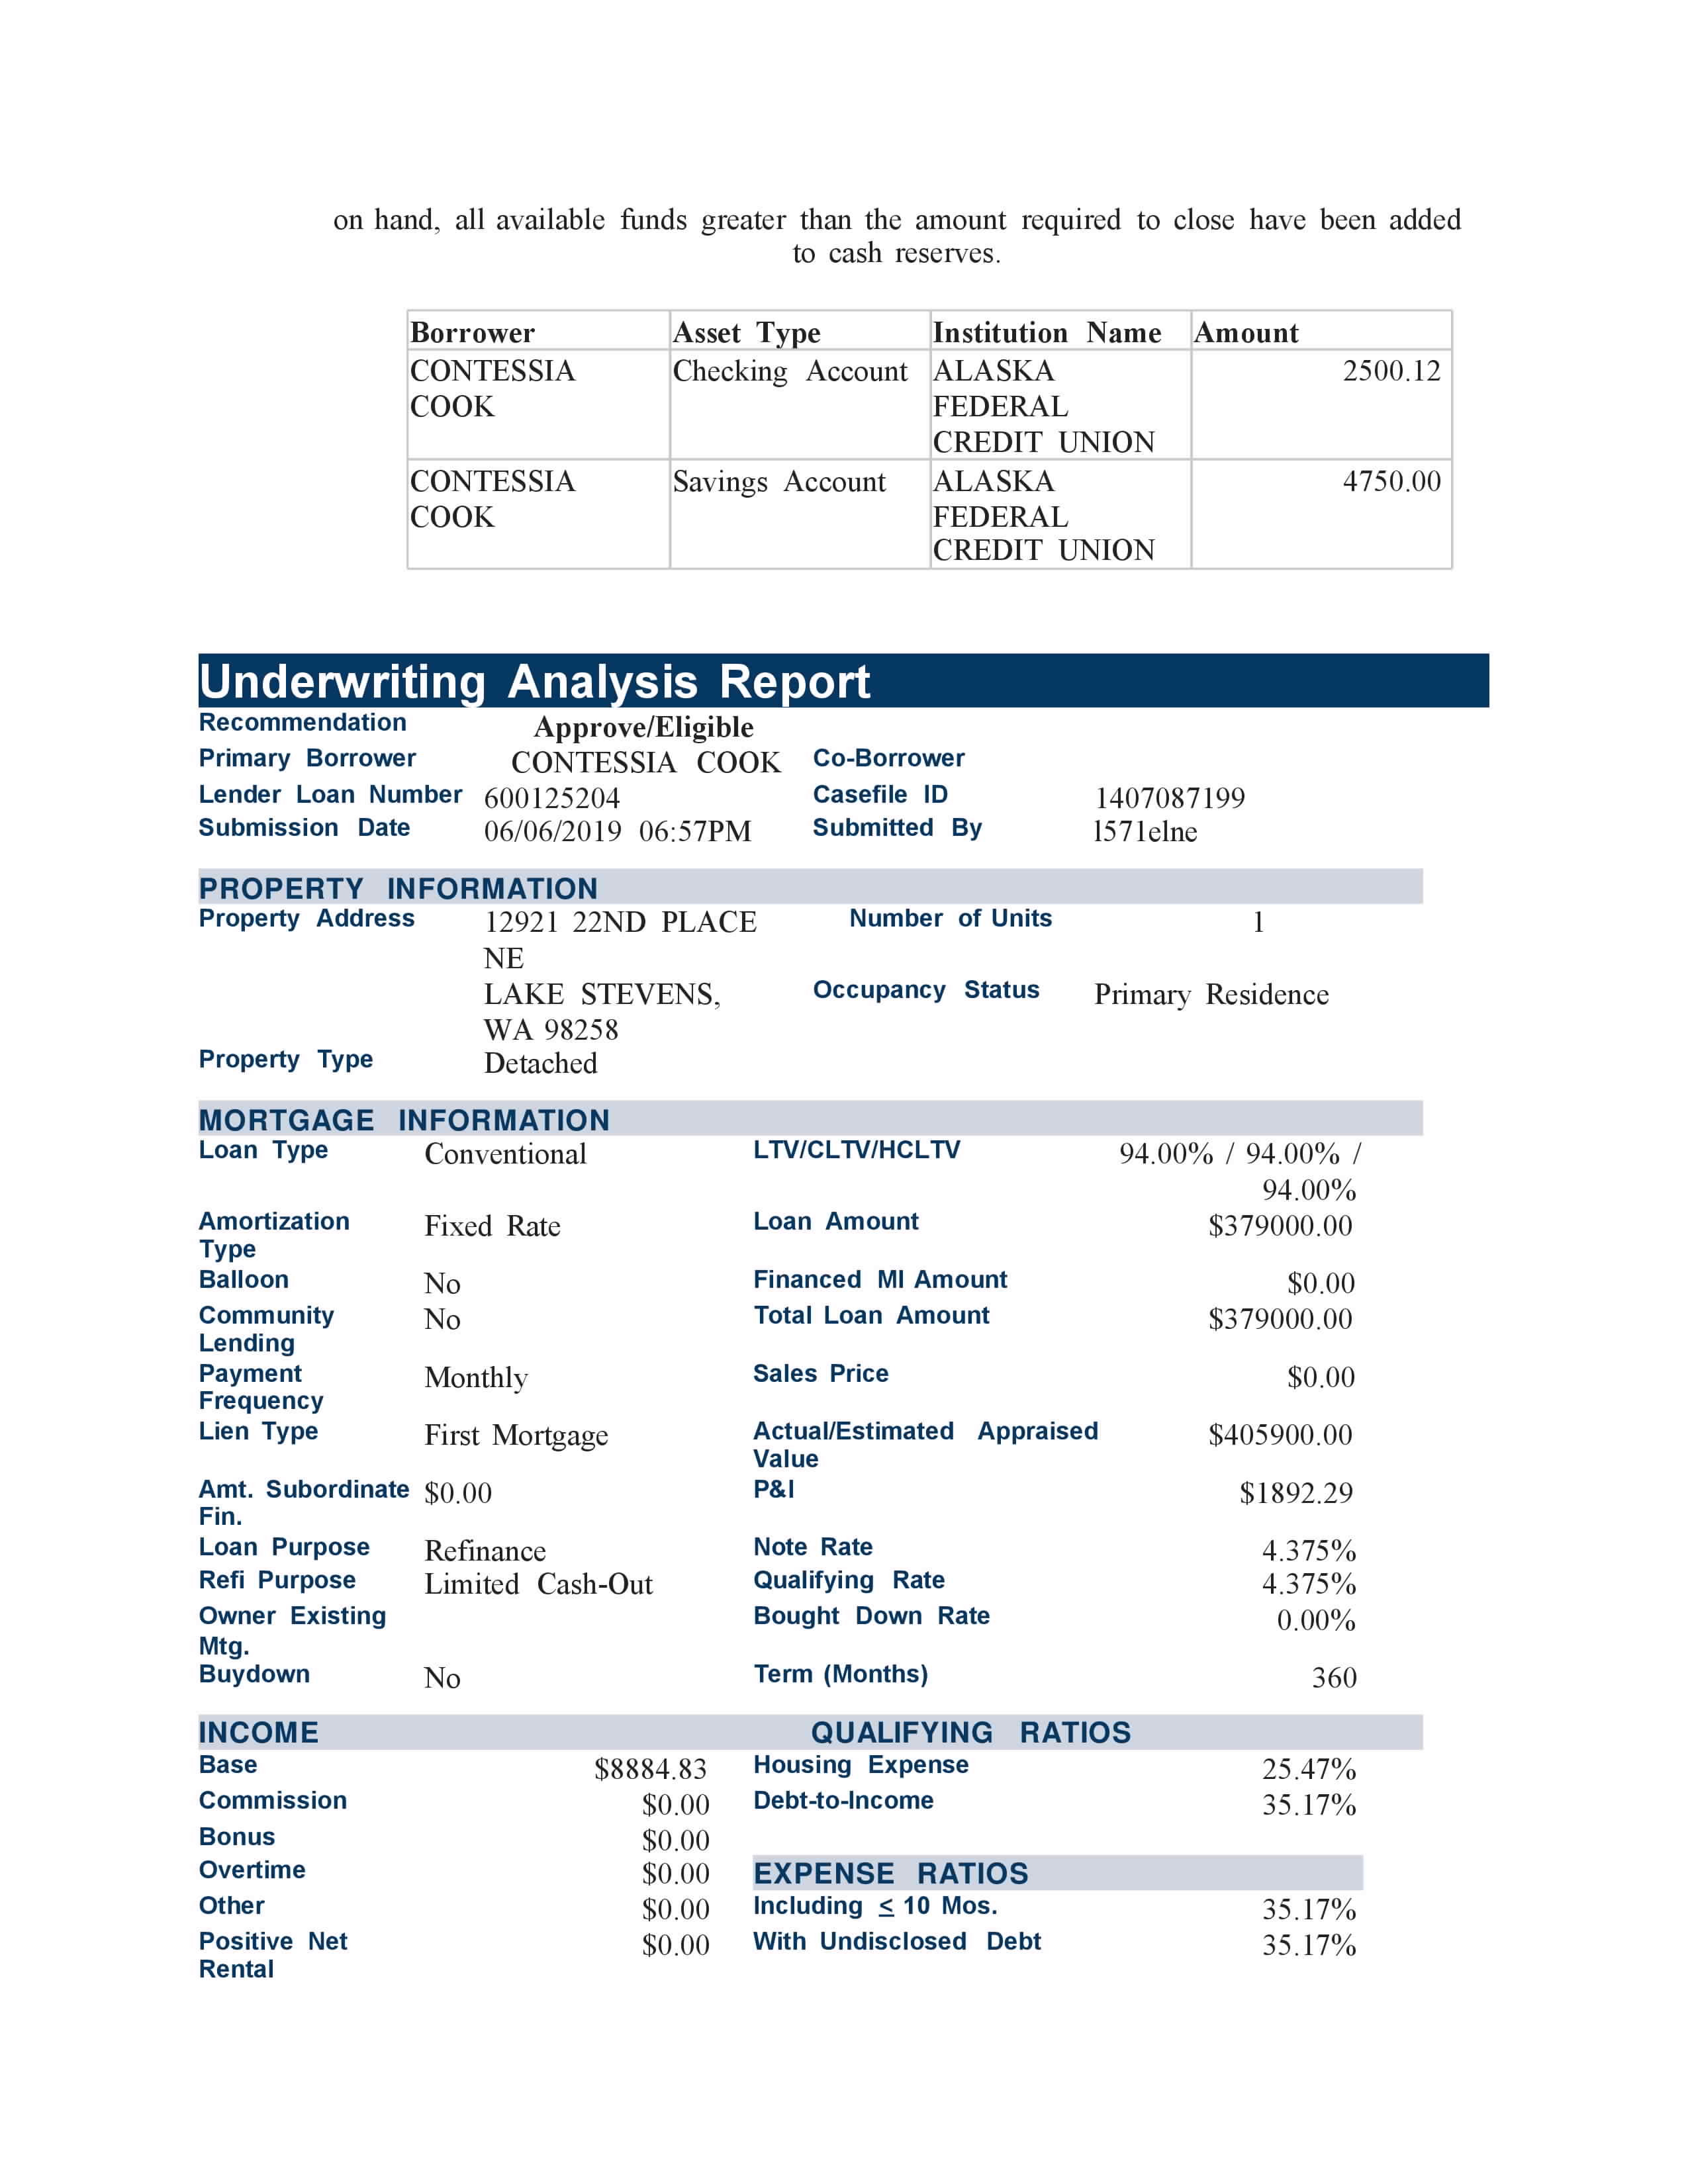 on hand, all available funds greater than the amount required to close have been added
to cash reserves.
Borrower Asset Type Institution Name Amount
CONTESSIA Checking Account ALASKA 2500.12
COOK FEDERAL
CREDIT UNION
CONTESSIA Savings Account ALASKA 4750.00
COOK FEDERAL
CREDIT UNION
Underwriting Analysis Report
Recommendation Approve/Eligible
Primary Borrower CONTESSIA COOK Co-Borrower
Lender Loan Number 600125204 Casefile ID 1407087199
Submission Date 06/06/2019 06:57PM Submitted By l571elne
PROPERTY INFORMATION
Property Address 12921 22ND PLACE Number of Units 1
NE
LAKE STEVENS, Occupancy Status Primary Residence
WA 98258
Property Type Detached
MORTGAGE INFORMATION
Loan Type Conventional LTV/CLTV/HCLTV 94.00% / 94.00% /
94.00%
Amortization Fixed Rate Loan Amount $379000.00
Type
Balloon No Financed MI Amount $0.00
Community No Total Loan Amount $379000.00
Lending
Payment Monthly Sales Price $0.00
Frequency
Lien Type First Mortgage Actual/Estimated Appraised $405900.00
Value
Amt. Subordinate $0.00 P&I $1892.29
Fin.
Loan Purpose Refinance Note Rate 4.375%
Refi Purpose Limited Cash-Out Qualifying Rate 4.375%
Owner Existing Bought Down Rate 0.00%
Mtg.
Buydown No Term (Months) 360
INCOME QUALIFYING RATIOS
Base $8884.83 Housing Expense 25.47%
Commission $0.00 Debt-to-Income 35.17%
Bonus $0.00
Overtime $0.00 EXPENSE RATIOS
Other $0.00 Including ≤ 10 Mos. 35.17%
Positive Net $0.00 With Undisclosed Debt 35.17%
Rental